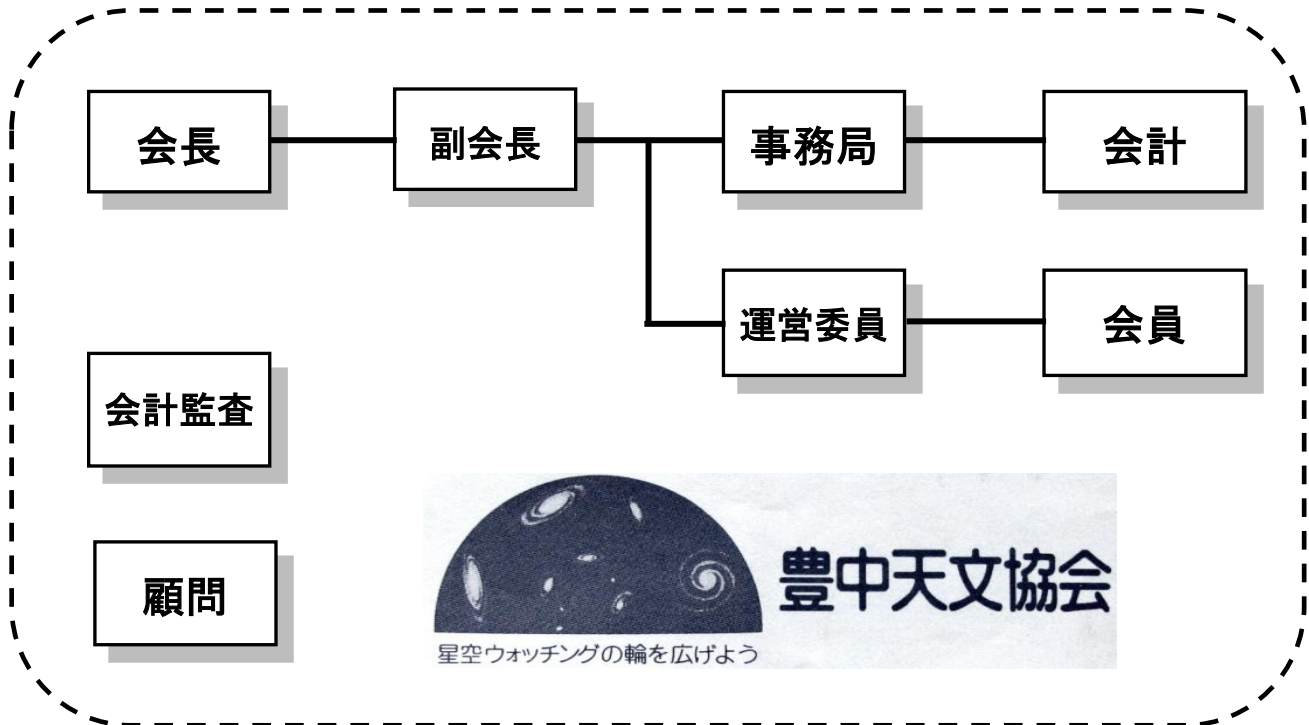 会長
副会長
事務局
会計
運営委員
会員
会計監査
顧問
豊中天文協会
星空ウォッチングの輪を広げよう